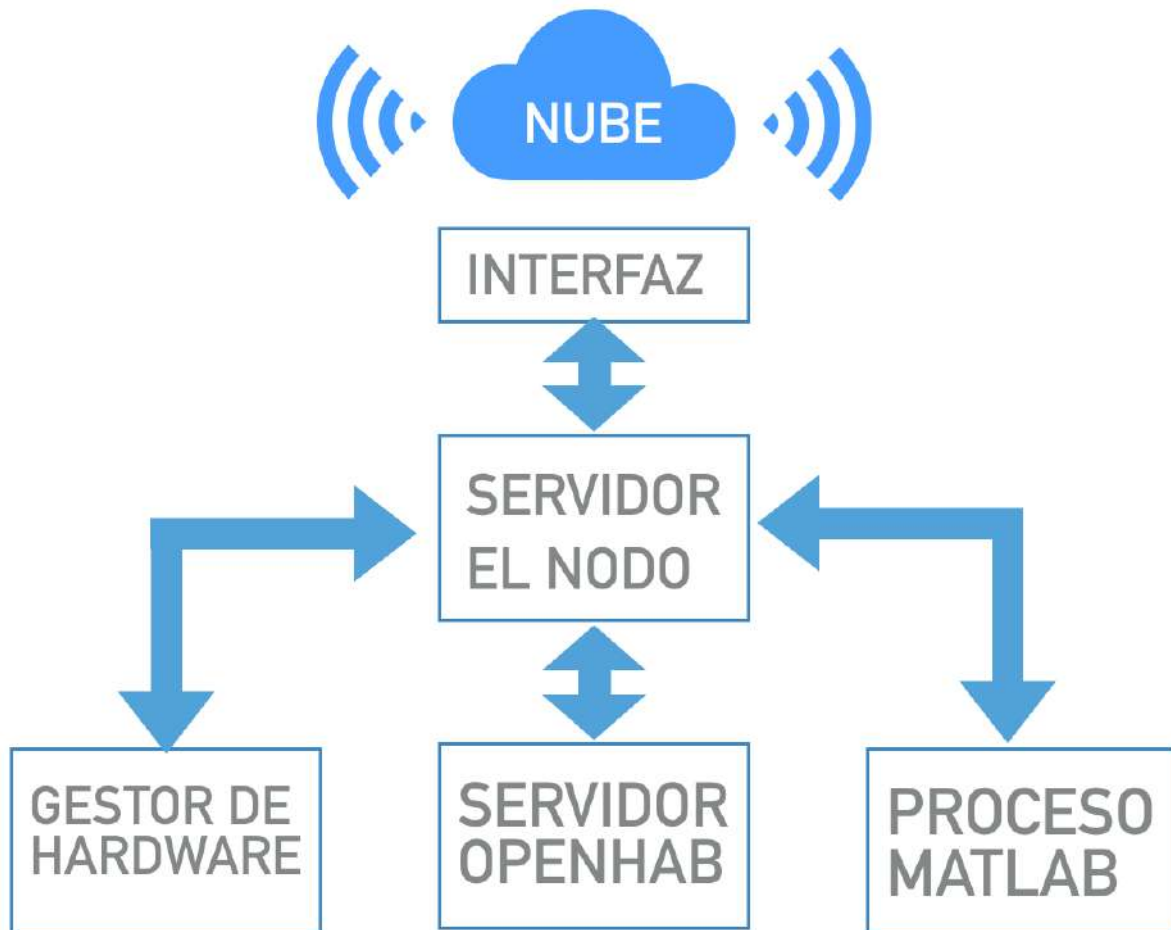 NUBE
INTERFAZ
SERVIDOR
EL NODO
GESTOR DE
HARDWARE
SERVIDOR
OPENHAB
PROCESO
MATLAB